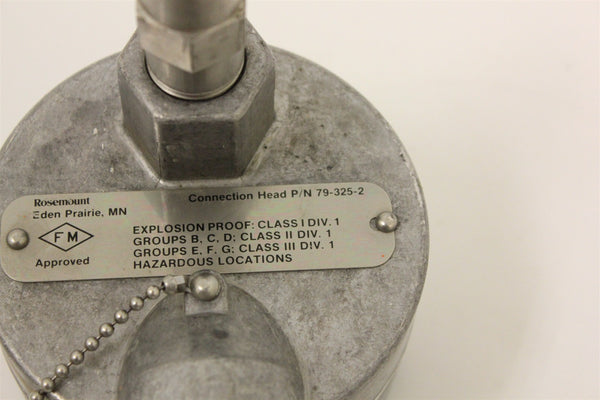 Rosemount
Connection Head P/N 79-325-2
Eden Prairie, MN
FM
Approved
EXPLOSION PROOF: CLASS I DIV. 1
GROUPS B, C, D; CLASS II DIV. 1
GROUPS E, F, G; CLASS III DIV. 1
HAZARDOUS LOCATIONS